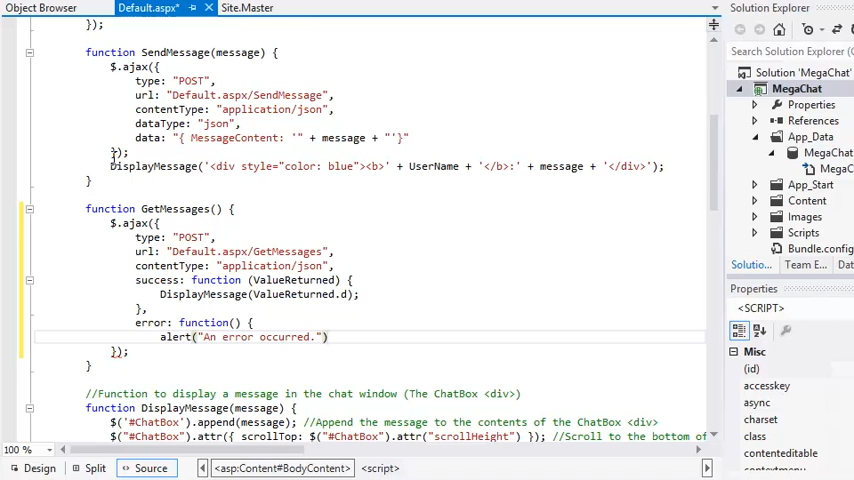 Object Browser
Default.aspx*
Site.Master
});
function SendMessage(message) {
$.ajax({
type: "POST",
url: "Default.aspx/SendMessage",
contentType: "application/json",
dataType: "json",
data: "{ MessageContent: '" + message + "'}"
});
DisplayMessage('<div style="color: blue"><b>' + UserName + '</b>:' + message + '</div>');
}
function GetMessages() {
$.ajax({
type: "POST",
url: "Default.aspx/GetMessages",
contentType: "application/json",
success: function (ValueReturned) {
DisplayMessage(ValueReturned.d);
},
error: function() {
alert("An error occurred.")
});
}
//Function to display a message in the chat window (The ChatBox <div>)
function DisplayMessage(message) {
$('#ChatBox').append(message); //Append the message to the contents of the ChatBox <div>
$("#ChatBox").attr({ scrollTop: $("#ChatBox").attr("scrollHeight") }); //Scroll to the bottom of
100 %
Design
Split
Source
<asp:Content#BodyContent>
<script>
Solution Explorer
Search Solution Explorer
Solution 'MegaChat'
MegaChat
Properties
References
App_Data
MegaChat
MegaC
App_Start
Content
Images
Scripts
Bundle.config
Solutio...
Team E...
Dat
Properties
<SCRIPT>
Misc
(id)
accesskey
async
charset
class
contenteditable
contextmenu